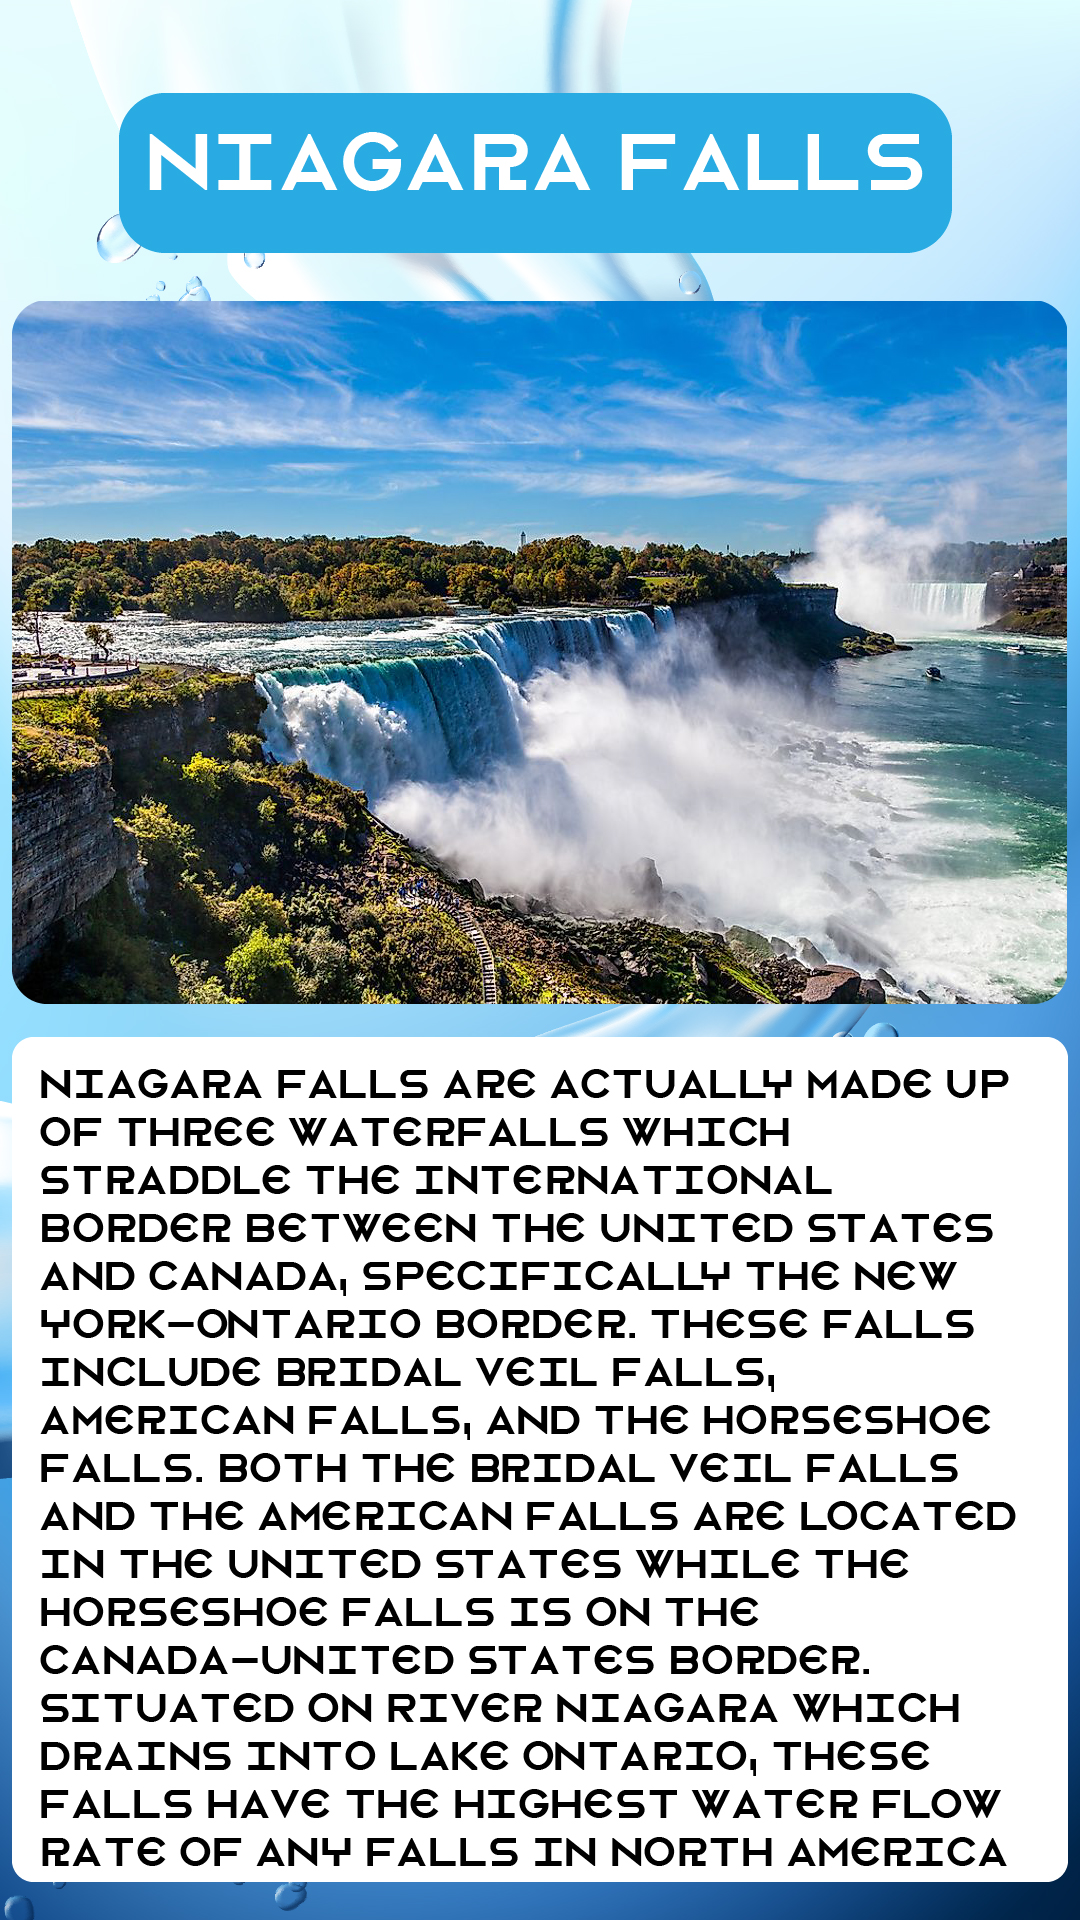 NIAGARA FALLS
NIAGARA FALLS ARE ACTUALLY MADE UP
OF THREE WATERFALLS WHICH
STRADDLE THE INTERNATIONAL
BORDER BETWEEN THE UNITED STATES
AND CANADA, SPECIFICALLY THE NEW
YORK-ONTARIO BORDER. THESE FALLS
INCLUDE BRIDAL VEIL FALLS,
AMERICAN FALLS, AND THE HORSESHOE
FALLS. BOTH THE BRIDAL VEIL FALLS
AND THE AMERICAN FALLS ARE LOCATED
IN THE UNITED STATES WHILE THE
HORSESHOE FALLS IS ON THE
CANADA-UNITED STATES BORDER.
SITUATED ON RIVER NIAGARA WHICH
DRAINS INTO LAKE ONTARIO, THESE
FALLS HAVE THE HIGHEST WATER FLOW
RATE OF ANY FALLS IN NORTH AMERICA